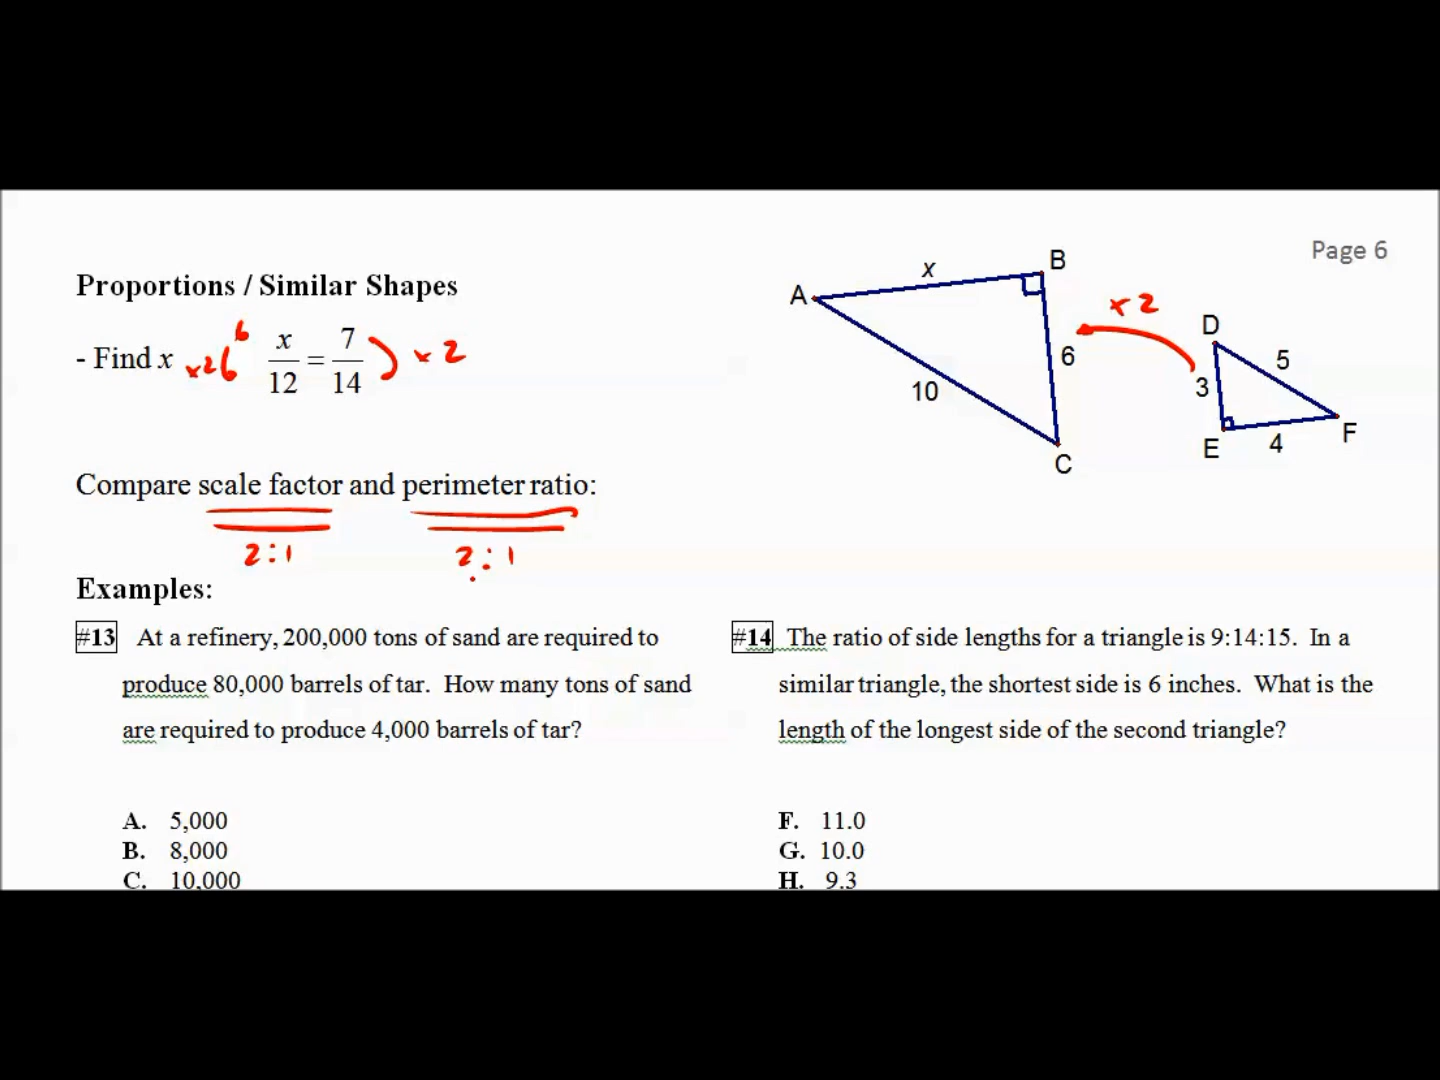 Page 6
Proportions / Similar Shapes
- Find x x2 6 x/12 = 7/14 x 2
x
A
B
6
10
C
x 2
D
5
3
E
4
F
Compare scale factor and perimeter ratio:
2:1 2:1
Examples:
#13 At a refinery, 200,000 tons of sand are required to
produce 80,000 barrels of tar. How many tons of sand
are required to produce 4,000 barrels of tar?
A. 5,000
B. 8,000
C. 10,000
#14 The ratio of side lengths for a triangle is 9:14:15. In a
similar triangle, the shortest side is 6 inches. What is the
length of the longest side of the second triangle?
F. 11.0
G. 10.0
H. 9.3